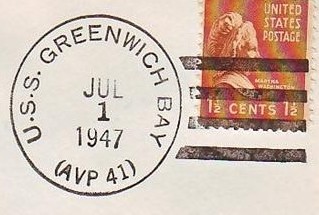 U.S.S. GREENWICH BAY
JUL
1
1947
(AVP 41)
UNITED
STATES
POSTAGE
MARTHA
WASHINGTON
1½ CENTS 1½